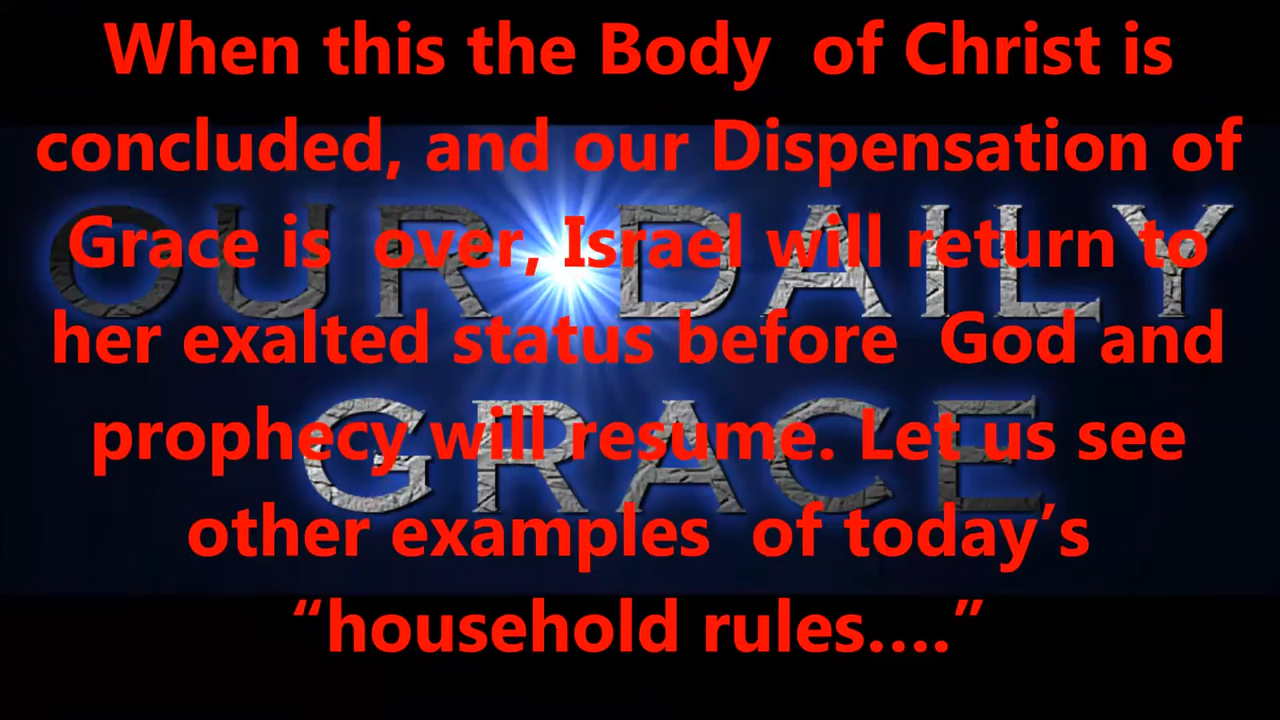 When this the Body  of Christ is
concluded, and our Dispensation of
Grace is  over, Israel will return to
her exalted status before  God and
prophecy will resume. Let us see
other examples  of today’s
“household rules....”
OUR DAILY
GRACE